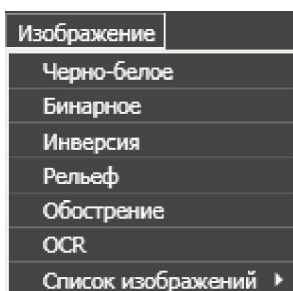 Изображение
Черно-белое
Бинарное
Инверсия
Рельеф
Обострение
OCR
Список изображений